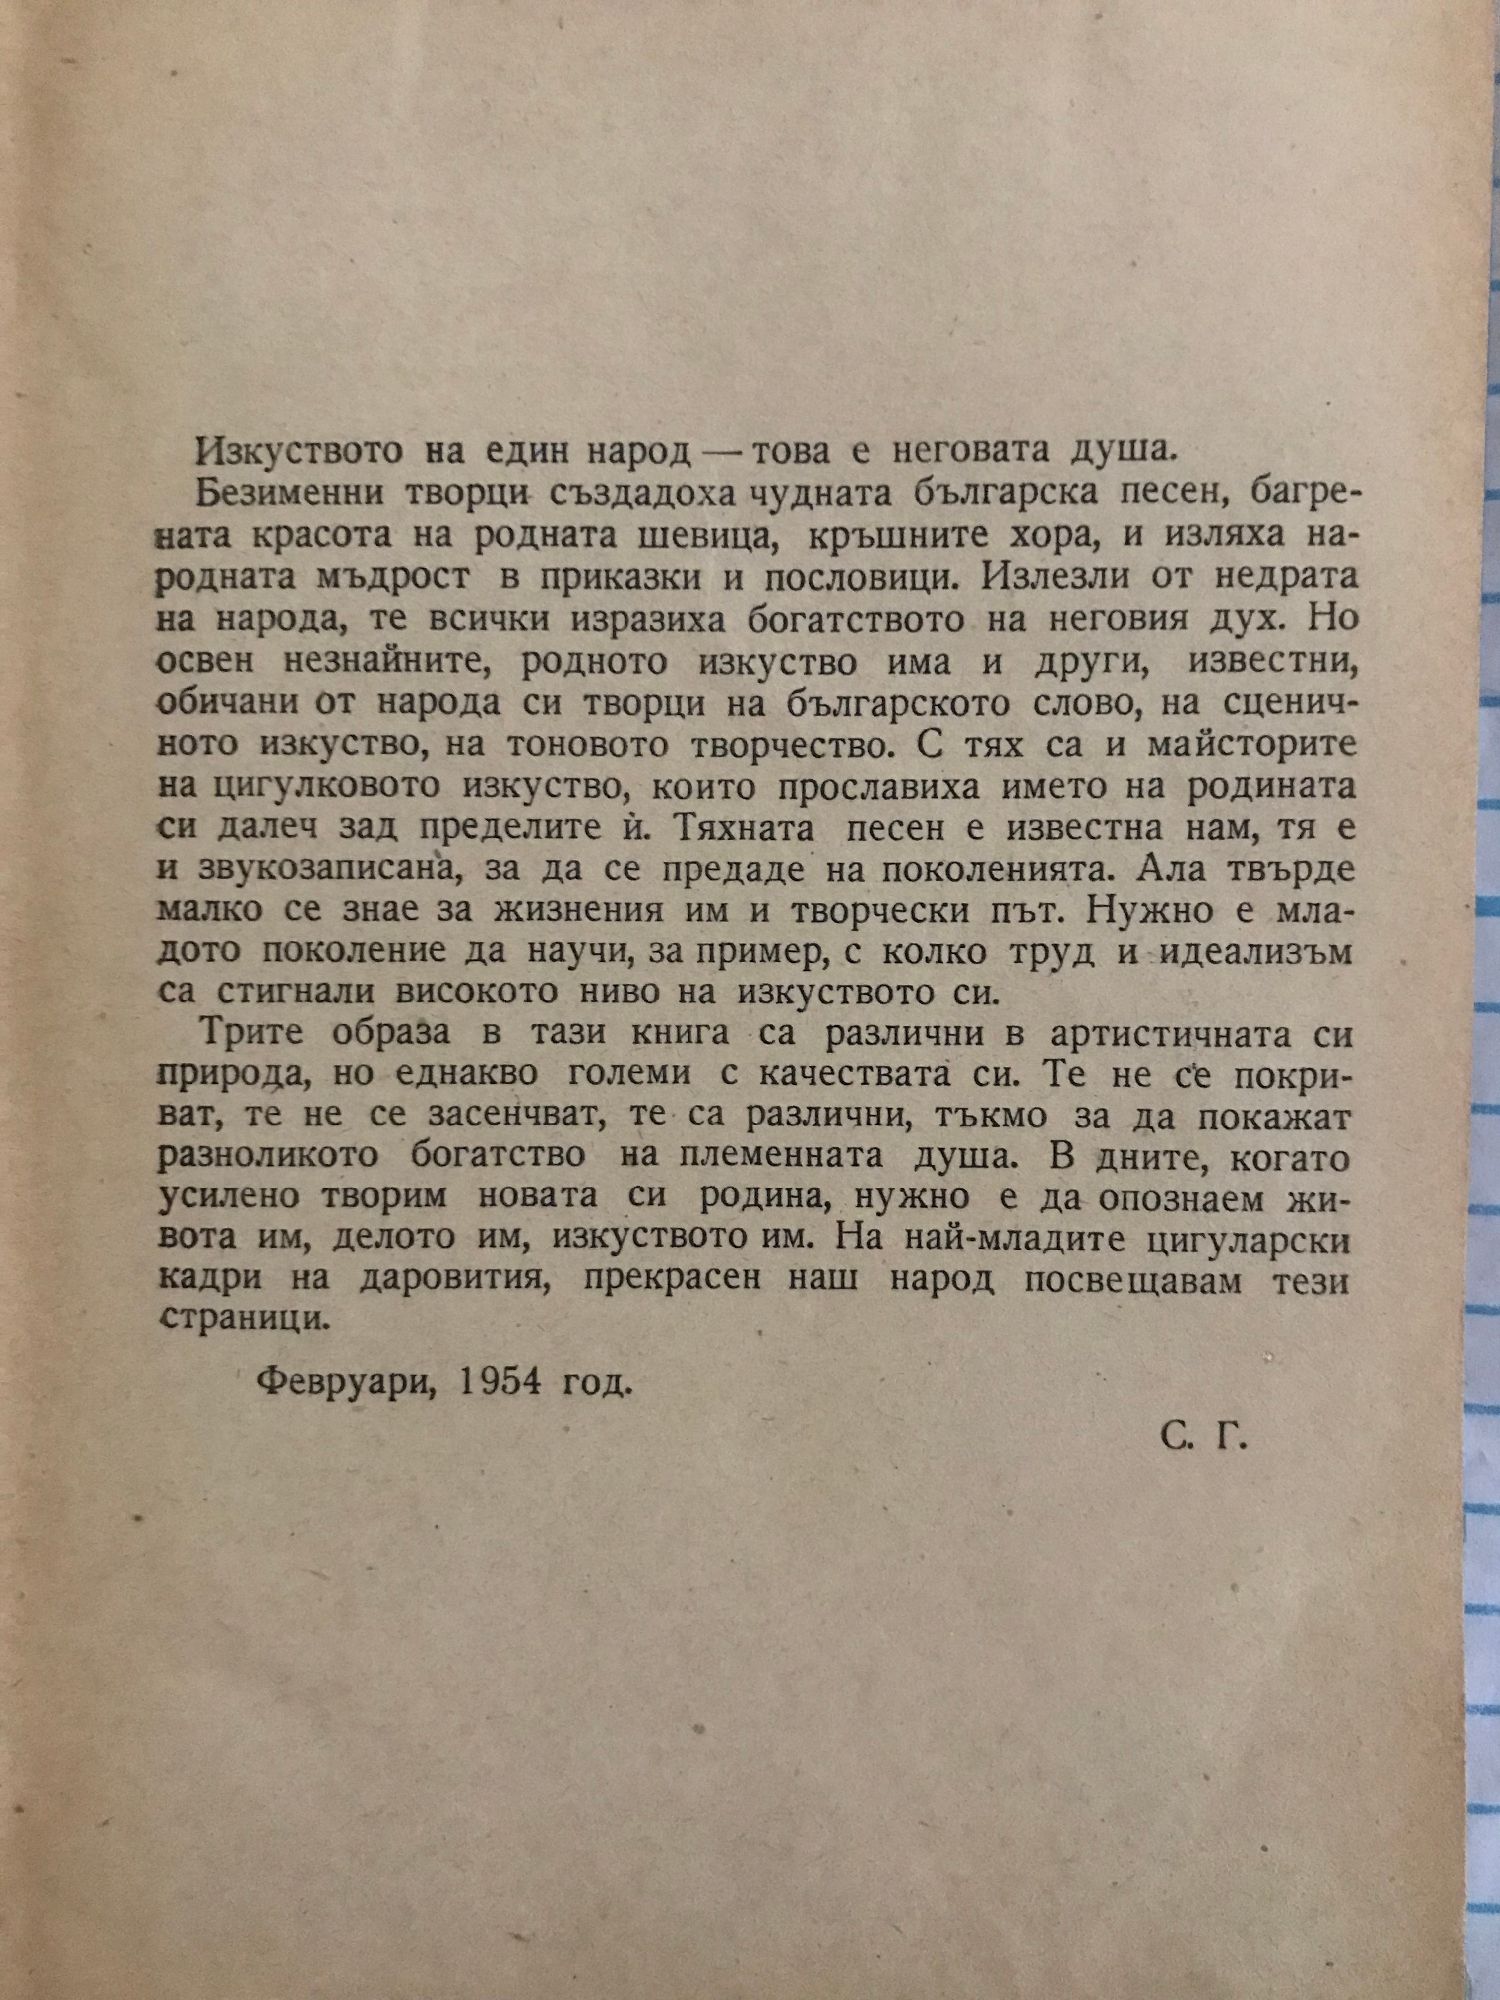 Изкуството на един народ — това е неговата душа.
Безименни творци създадоха чудната българска песен, багре-
ната красота на родната шевица, кръшните хора, и изляха на-
родната мъдрост в приказки и пословици. Излезли от недрата
на народа, те всички изразиха богатството на неговия дух. Но
освен незнайните, родното изкуство има и други, известни,
обичани от народа си творци на българското слово, на сценич-
ното изкуство, на тоновото творчество. С тях са и майсторите
на цигулковото изкуство, които прославиха името на родината
си далеч зад пределите ѝ. Тяхната песен е известна нам, тя е
и звукозаписана, за да се предаде на поколенията. Ала твърде
малко се знае за жизнения им и творчески път. Нужно е мла-
дото поколение да научи, за пример, с колко труд и идеализъм
са стигнали високото ниво на изкуството си.
Трите образа в тази книга са различни в артистичната си
природа, но еднакво големи с качествата си. Те не се покри-
ват, те не се засенчват, те са различни, тъкмо за да покажат
разноликото богатство на племенната душа. В дните, когато
усилено творим новата си родина, нужно е да опознаем жи-
вота им, делото им, изкуството им. На най-младите цигуларски
кадри на даровития, прекрасен наш народ посвещавам тези
страници.
Февруари, 1954 год.
С. Г.